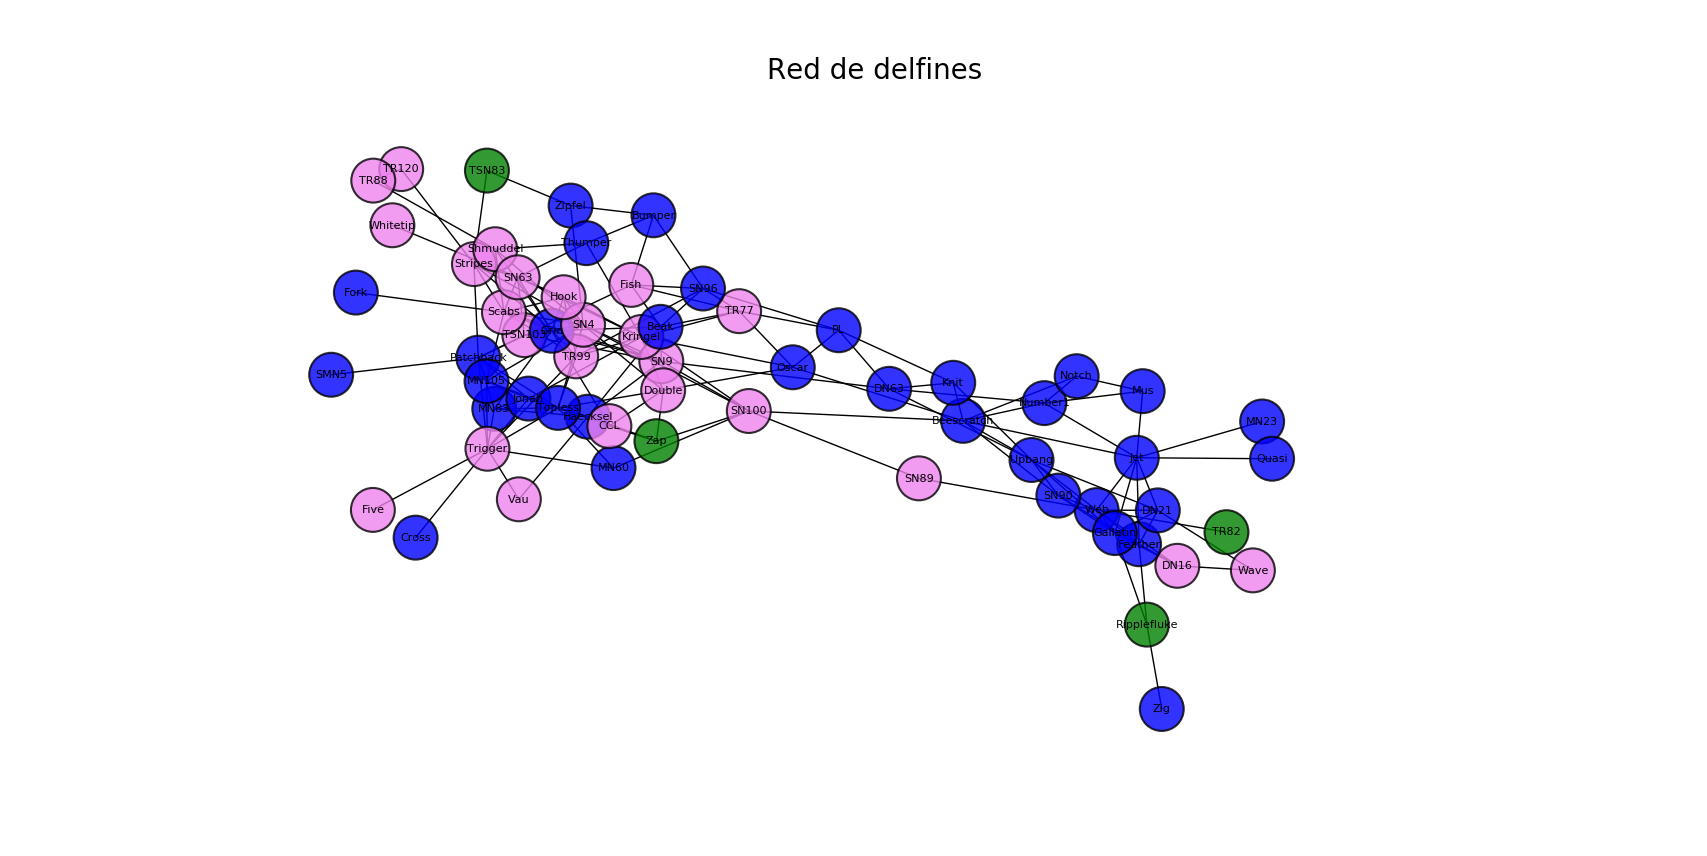 Red de delfines
TR120
TSN83
TR88
Zipfel
Bumper
Whitetip
Thumper
Shmuddel
Stripes
SN63
Fish
SN96
Fork
Hook
TR77
Scabs
SN4
Beak
PL
TSN103
Kringel
Patchback
TR99
SN9
Oscar
SMN5
MN105
Double
DN63
Knit
Notch
Mus
Jonah
MN83
Topless
SN100
Number1
Haecksel
CCL
Beescratch
MN23
Zap
Trigger
MN60
Upbang
Jet
Quasi
SN89
Vau
SN90
Five
Web
DN21
Cross
Gallatin
TR82
Feather
DN16
Wave
Ripplefluke
Zig